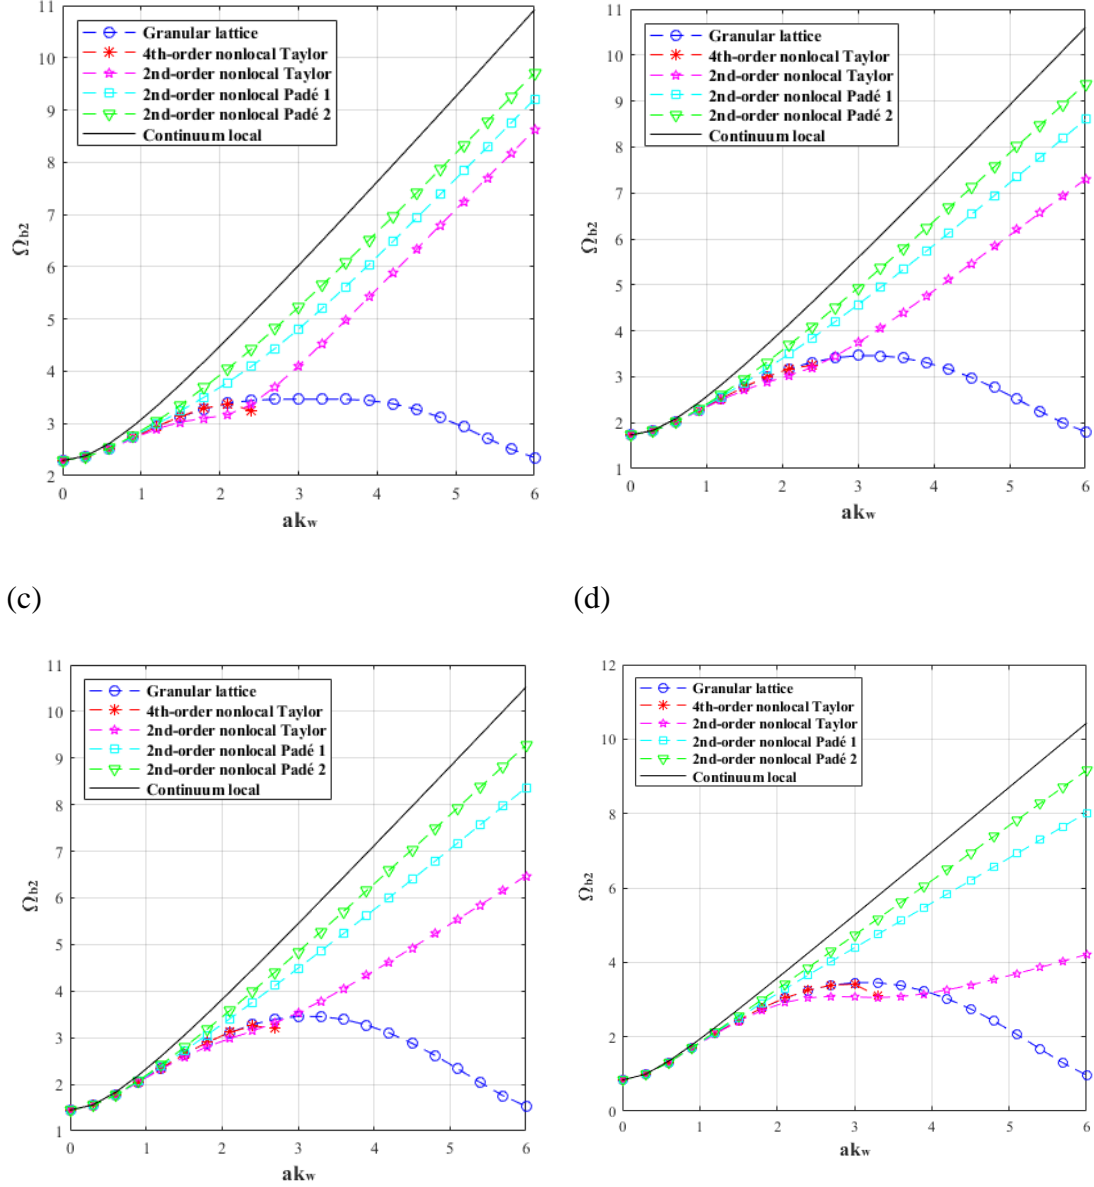 11
10
9
8
7
6
5
4
3
2
Ωb2
Granular lattice
4th-order nonlocal Taylor
2nd-order nonlocal Taylor
2nd-order nonlocal Padé 1
2nd-order nonlocal Padé 2
Continuum local
0 1 2 3 4 5 6
akw
11
10
9
8
7
6
5
4
3
2
1
Ωb2
Granular lattice
4th-order nonlocal Taylor
2nd-order nonlocal Taylor
2nd-order nonlocal Padé 1
2nd-order nonlocal Padé 2
Continuum local
0 1 2 3 4 5 6
akw
(c)
(d)
11
10
9
8
7
6
5
4
3
2
1
Ωb2
Granular lattice
4th-order nonlocal Taylor
2nd-order nonlocal Taylor
2nd-order nonlocal Padé 1
2nd-order nonlocal Padé 2
Continuum local
0 1 2 3 4 5 6
akw
12
10
8
6
4
2
0
Ωb2
Granular lattice
4th-order nonlocal Taylor
2nd-order nonlocal Taylor
2nd-order nonlocal Padé 1
2nd-order nonlocal Padé 2
Continuum local
0 1 2 3 4 5 6
akw